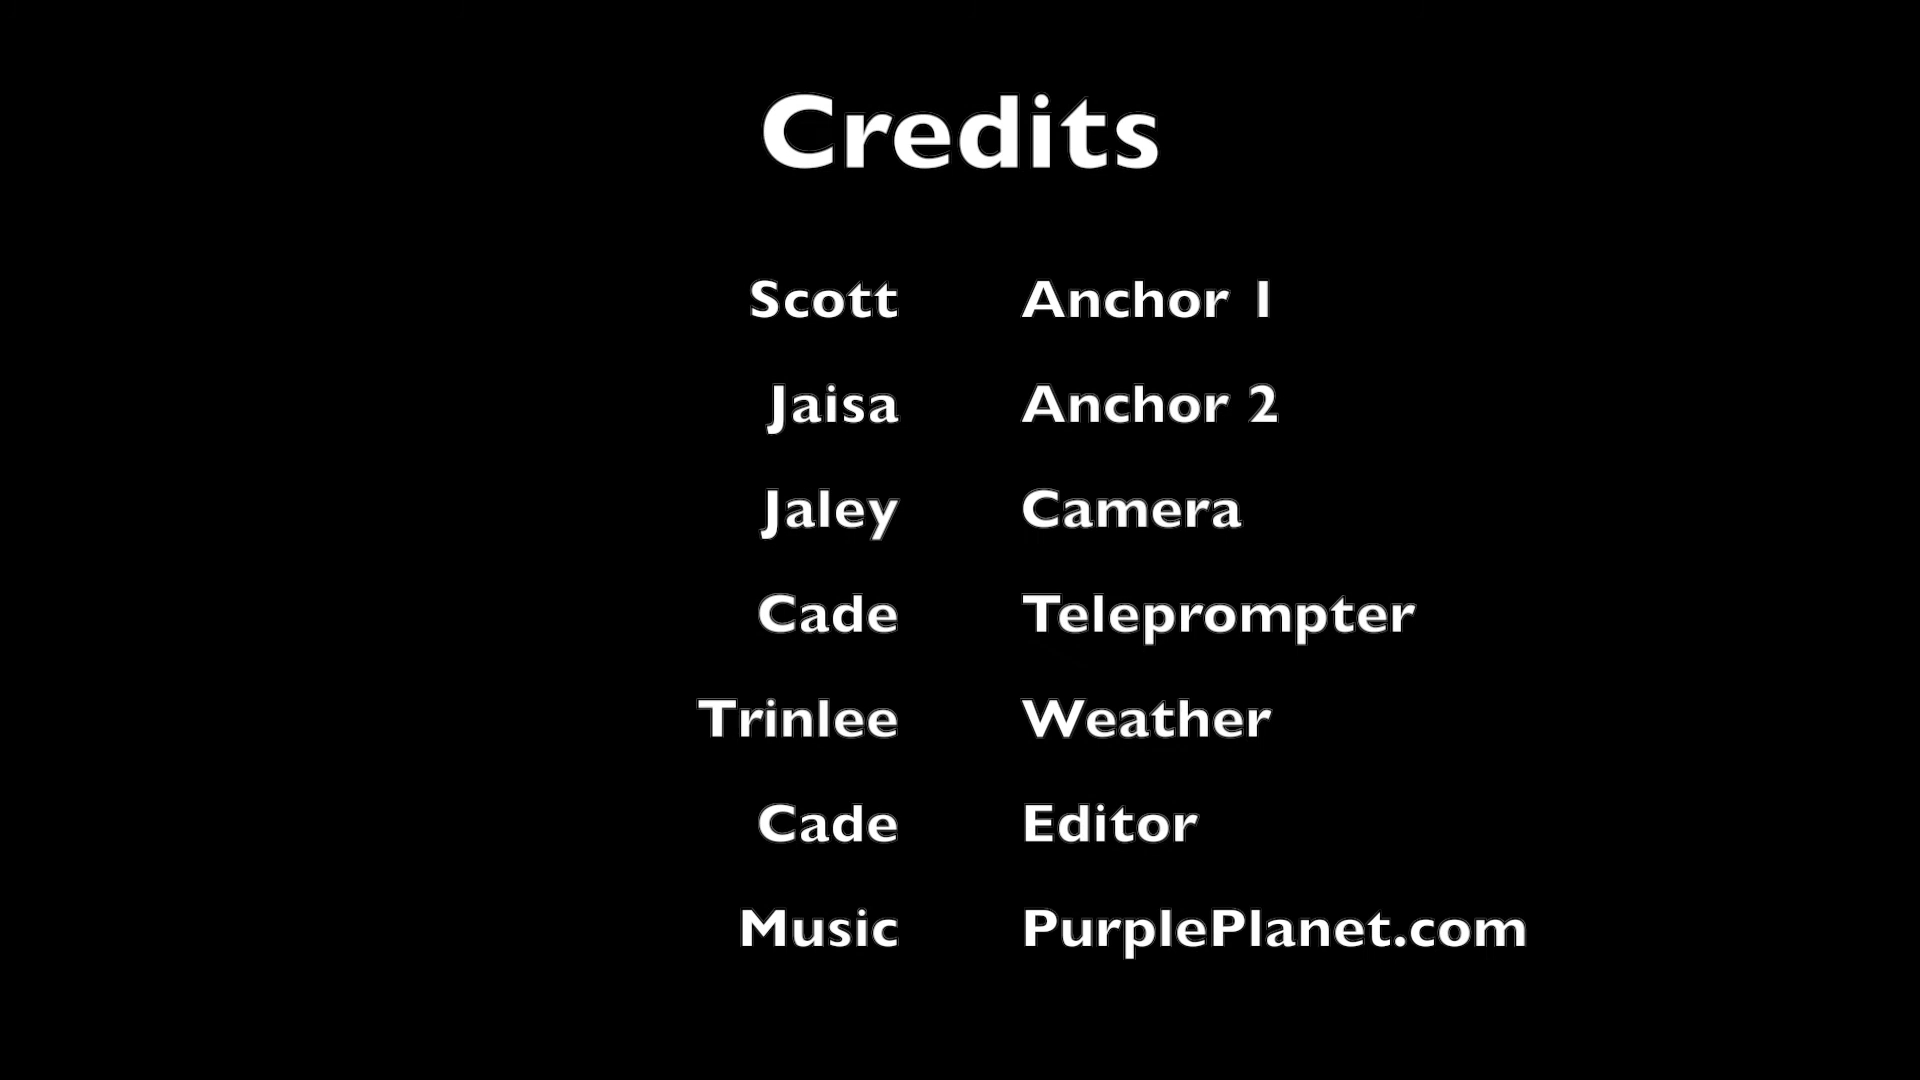 Credits
Scott Anchor 1
Jaisa Anchor 2
Jaley Camera
Cade Teleprompter
Trinlee Weather
Cade Editor
Music PurplePlanet.com